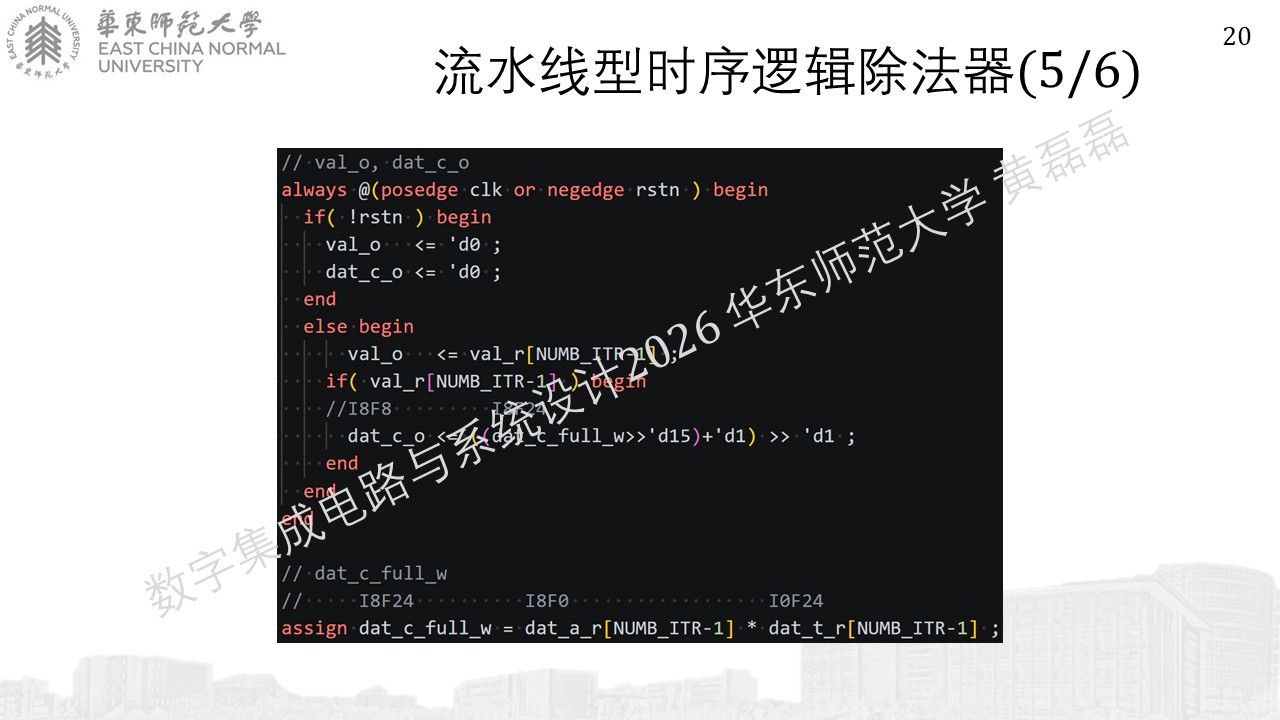 華東師範大學
EAST CHINA NORMAL
UNIVERSITY
20
流水线型时序逻辑除法器(5/6)
// val_o, dat_c_o
always @(posedge clk or negedge rstn ) begin
if( !rstn ) begin
val_o <= 'd0 ;
dat_c_o <= 'd0 ;
end
else begin
val_o <= val_r[NUMB_ITR-1] ;
if( val_r[NUMB_ITR-1] ) begin
//I8F8 I8F24
dat_c_o <= ((dat_c_full_w>>'d15)+'d1) >> 'd1 ;
end
end
end
// dat_c_full_w
// I8F24 I8F0 I0F24
assign dat_c_full_w = dat_a_r[NUMB_ITR-1] * dat_t_r[NUMB_ITR-1] ;
数字集成电路与系统设计2026 华东师范大学 黄磊磊